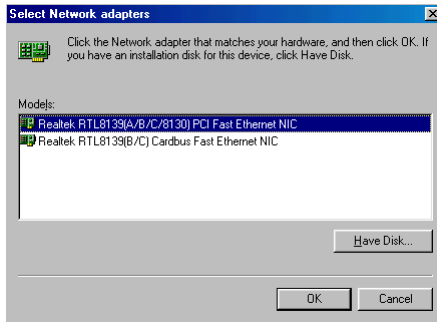 Select Network adapters
Click the Network adapter that matches your hardware, and then click OK. If
you have an installation disk for this device, click Have Disk.
Models:
Realtek RTL8139(A/B/C/8130) PCI Fast Ethernet NIC
Realtek RTL8139(B/C) Cardbus Fast Ethernet NIC
Have Disk...
OK
Cancel